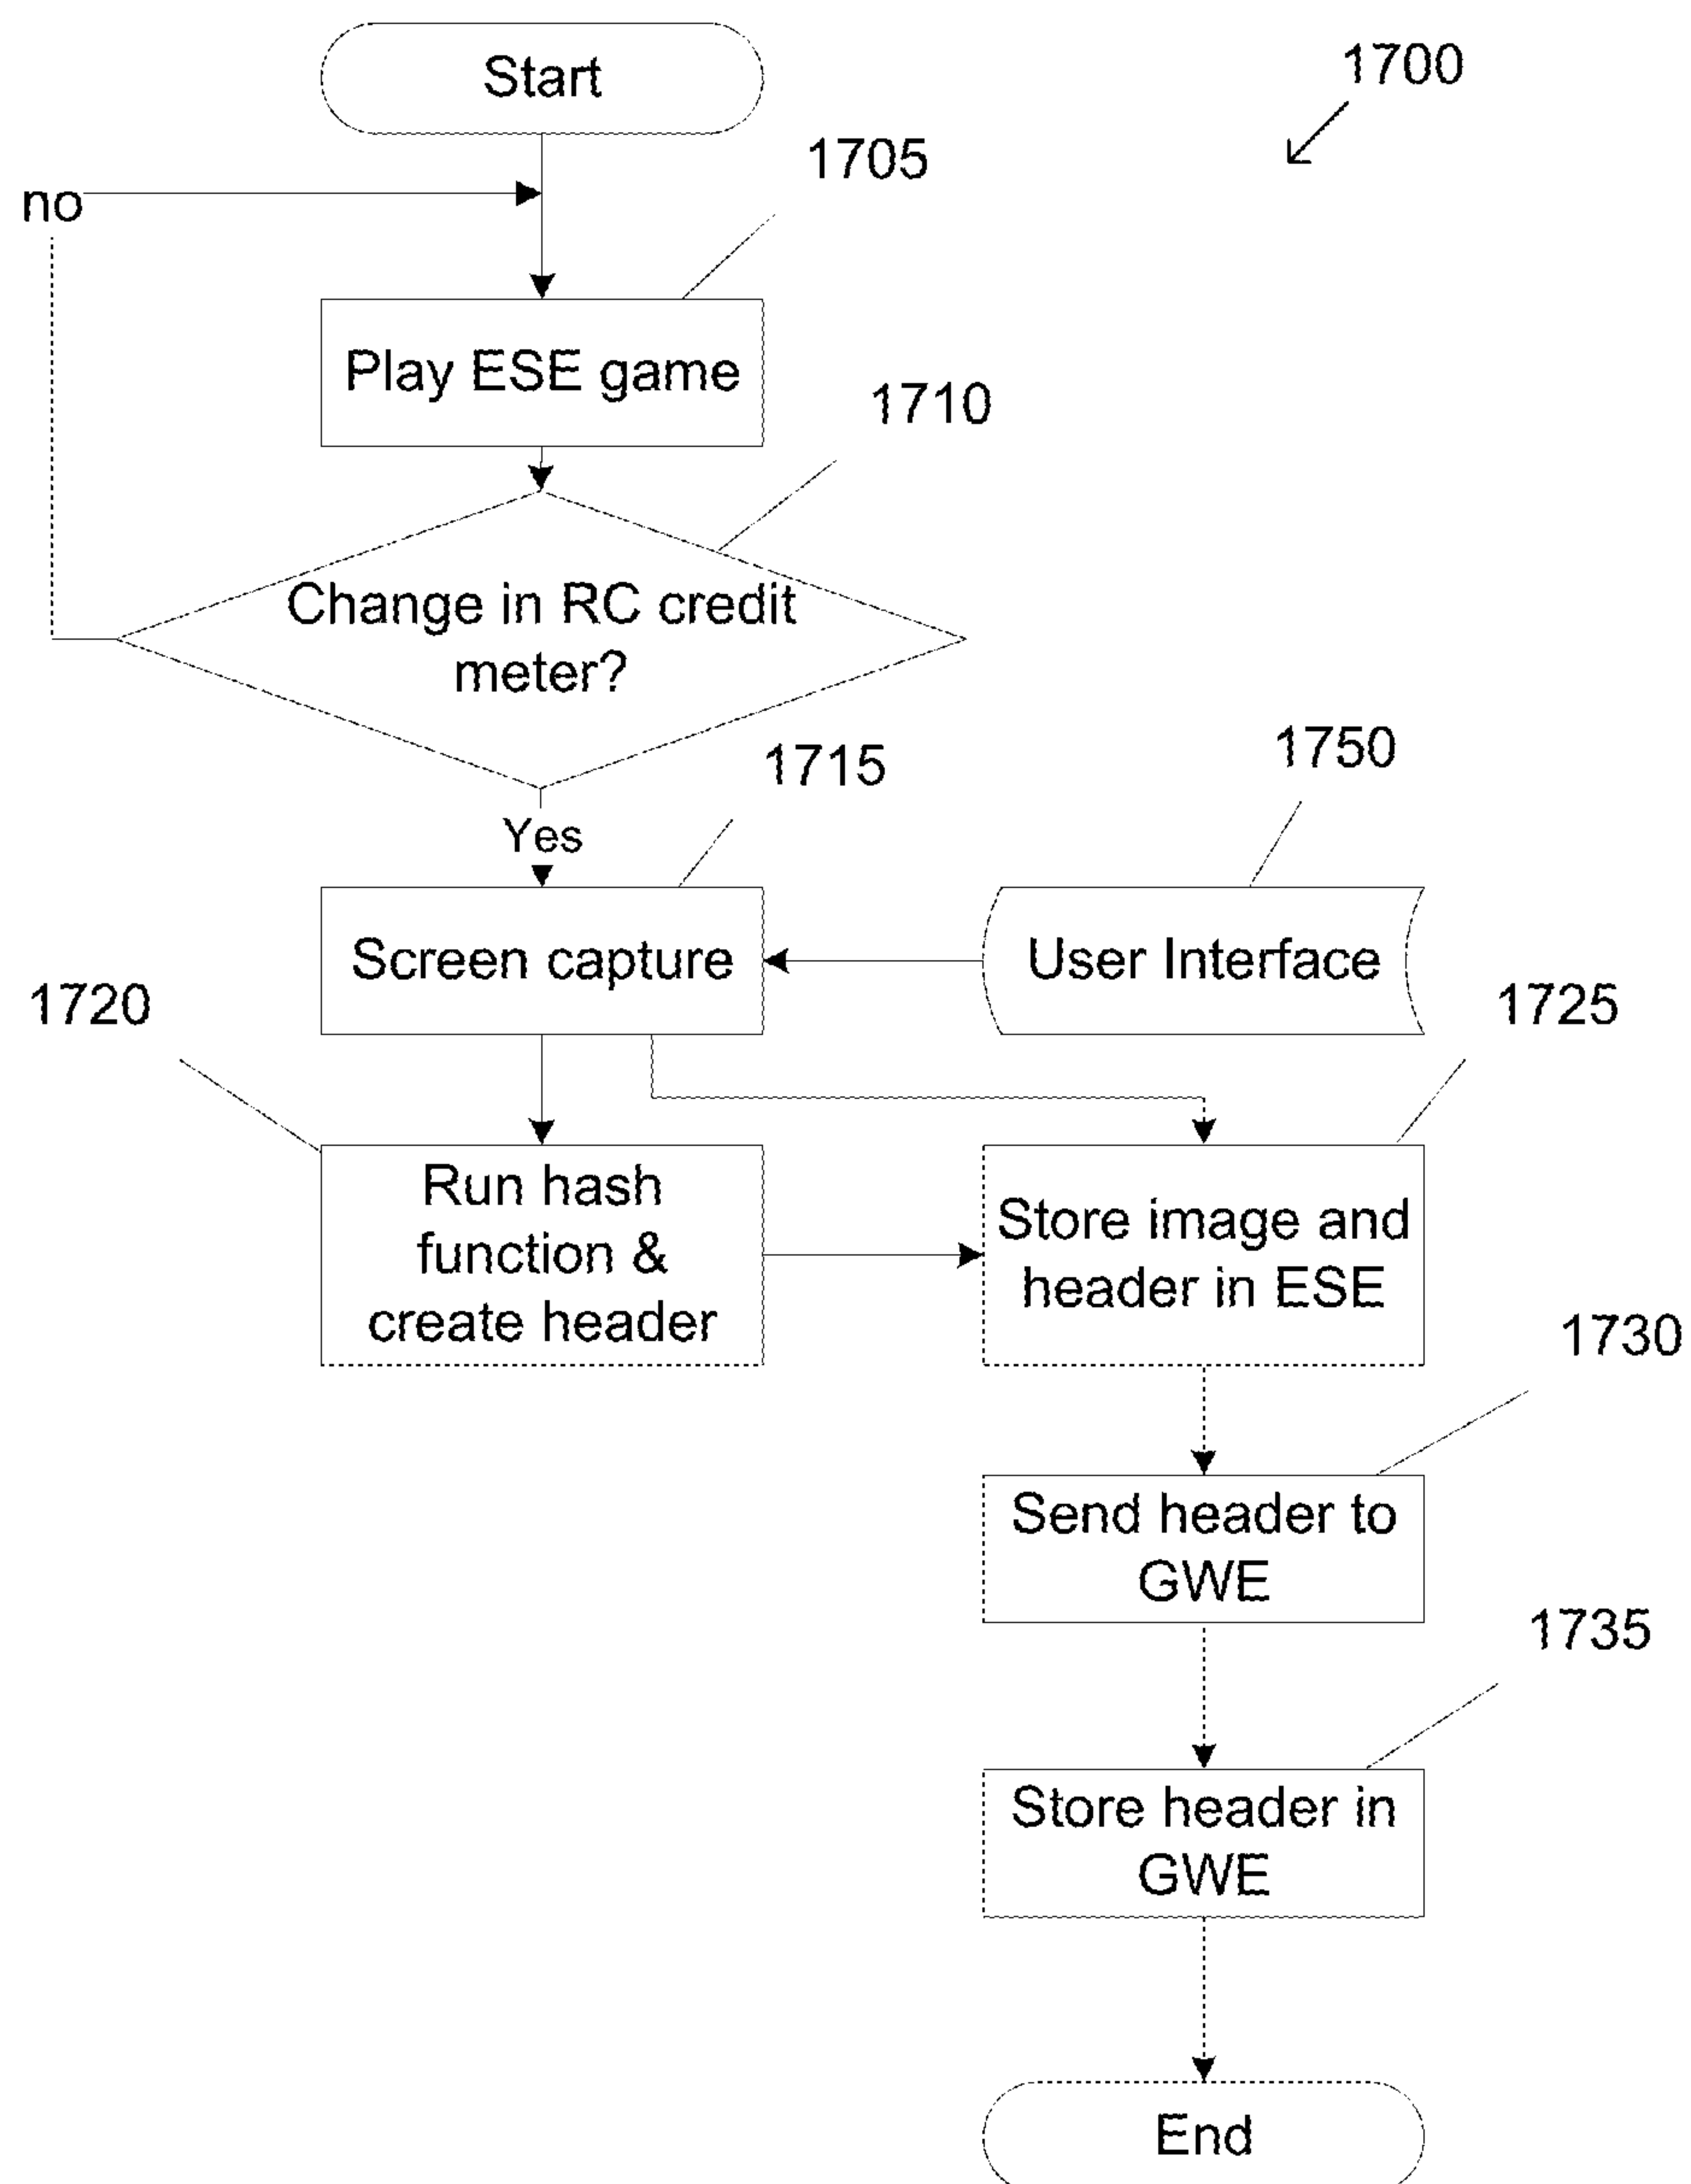 Start
1700
1705
no
Play ESE game
1710
Change in RC credit
meter?
1715
1750
Yes
Screen capture
User Interface
1720
1725
Run hash
function &
create header
Store image and
header in ESE
1730
Send header to
GWE
1735
Store header in
GWE
End